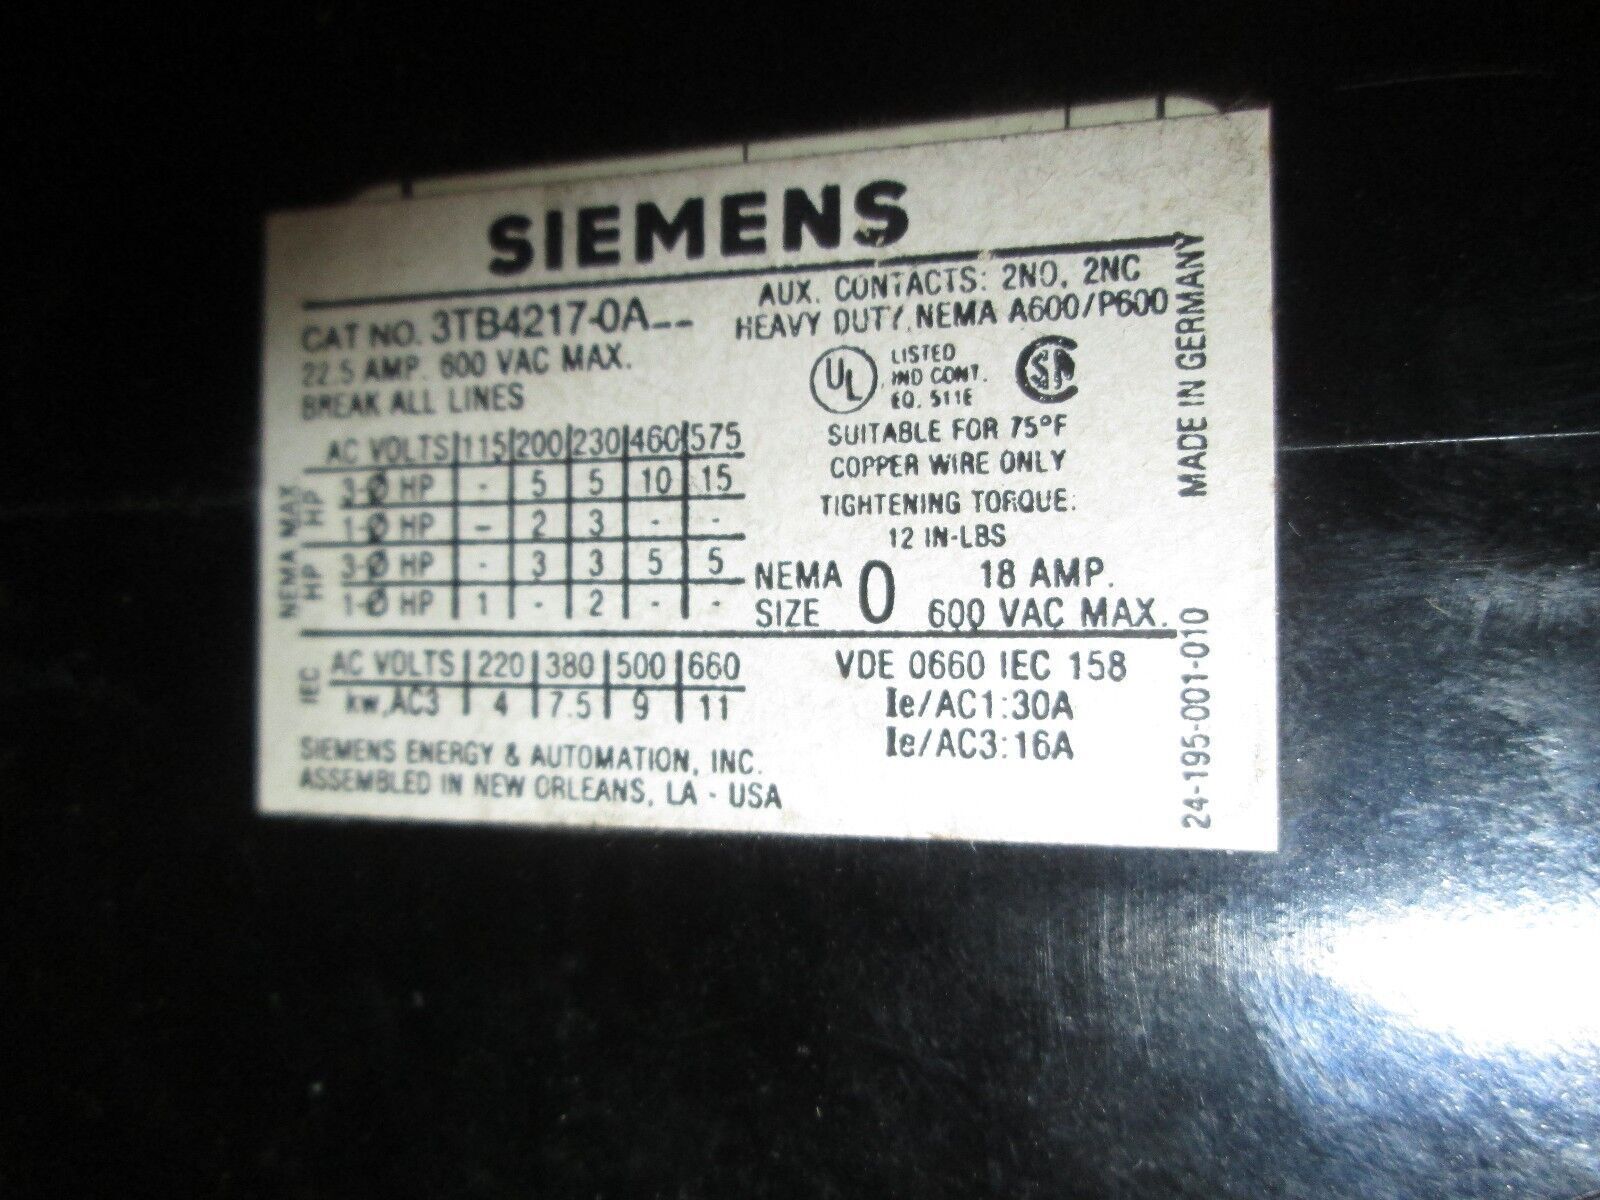 SIEMENS
CAT NO. 3TB4217-0A--
22.5 AMP. 600 VAC MAX.
BREAK ALL LINES
AUX. CONTACTS: 2NO, 2NC
HEAVY DUTY. NEMA A600/P600
UL LISTED
IND CONT.
EQ. 511E
SUITABLE FOR 75°F
COPPER WIRE ONLY
TIGHTENING TORQUE:
12 IN-LBS
AC VOLTS 115 200 230 460 575
MAX. HP 3-Ø HP - 5 5 10 15
1-Ø HP - 2 3 - -
NEMA HP 3-Ø HP - 3 3 5 5
1-Ø HP 1 - 2 - -
NEMA SIZE 0
18 AMP.
600 VAC MAX.
IEC AC VOLTS 220 380 500 660
kw, AC3 4 7.5 9 11
VDE 0660 IEC 158
Ie/AC1:30A
Ie/AC3:16A
SIEMENS ENERGY & AUTOMATION, INC.
ASSEMBLED IN NEW ORLEANS, LA - USA
MADE IN GERMANY
24-195-001-010